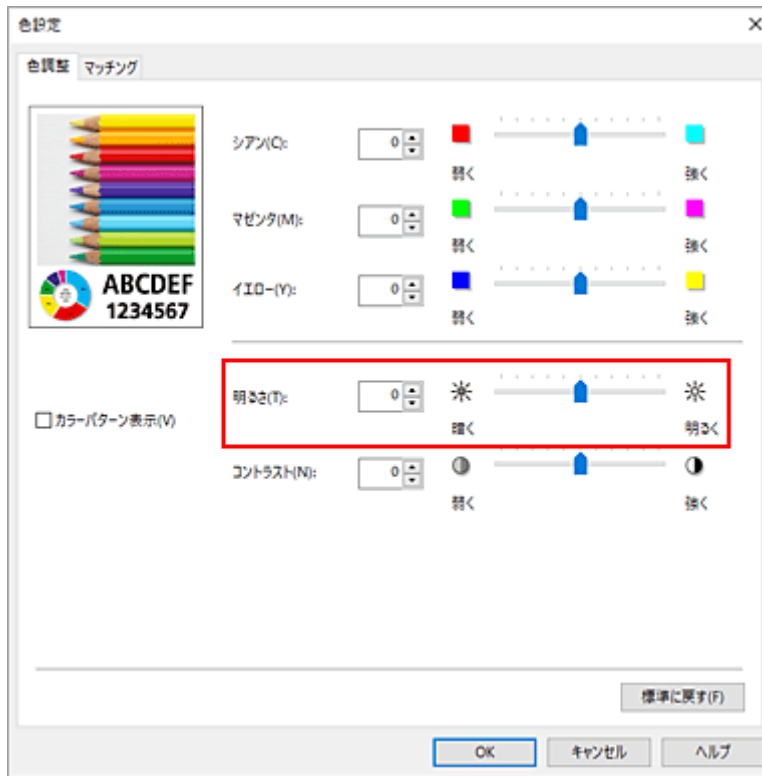 色設定
色調整 マッチング
シアン(C): 0
弱く 強く
ABCDEF
1234567
マゼンタ(M): 0
弱く 強く
イエロー(Y): 0
弱く 強く
明るさ(T): 0
暗く 明るく
カラーパターン表示(V)
コントラスト(N): 0
弱く 強く
標準に戻す(F)
OK キャンセル ヘルプ